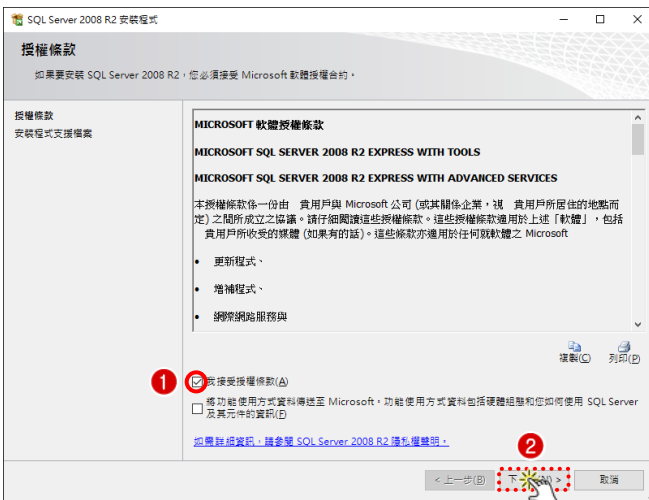 SQL Server 2008 R2 安裝程式
授權條款
如果要安裝 SQL Server 2008 R2，您必須接受 Microsoft 軟體授權合約。
授權條款
安裝程式支援檔案
MICROSOFT 軟體授權條款
MICROSOFT SQL SERVER 2008 R2 EXPRESS WITH TOOLS
MICROSOFT SQL SERVER 2008 R2 EXPRESS WITH ADVANCED SERVICES
本授權條款係一份由 貴用戶與 Microsoft 公司 (或其關係企業，視 貴用戶所居住的地點而
定) 之間所成立之協議。請仔細閱讀這些授權條款。這些授權條款適用於上述「軟體」，包括
貴用戶所收受的媒體 (如果有的話)。這些條款亦適用於任何就軟體之 Microsoft
• 更新程式、
• 增補程式、
• 網際網路服務與
複製(C) 列印(P)
1 我接受授權條款(A)
將功能使用方式資料傳送至 Microsoft。功能使用方式資料包括硬體組態和您如何使用 SQL Server
及其元件的資訊(F)
如需詳細資訊，請參閱 SQL Server 2008 R2 隱私權聲明。
2
< 上一步(B) 下 >  取消